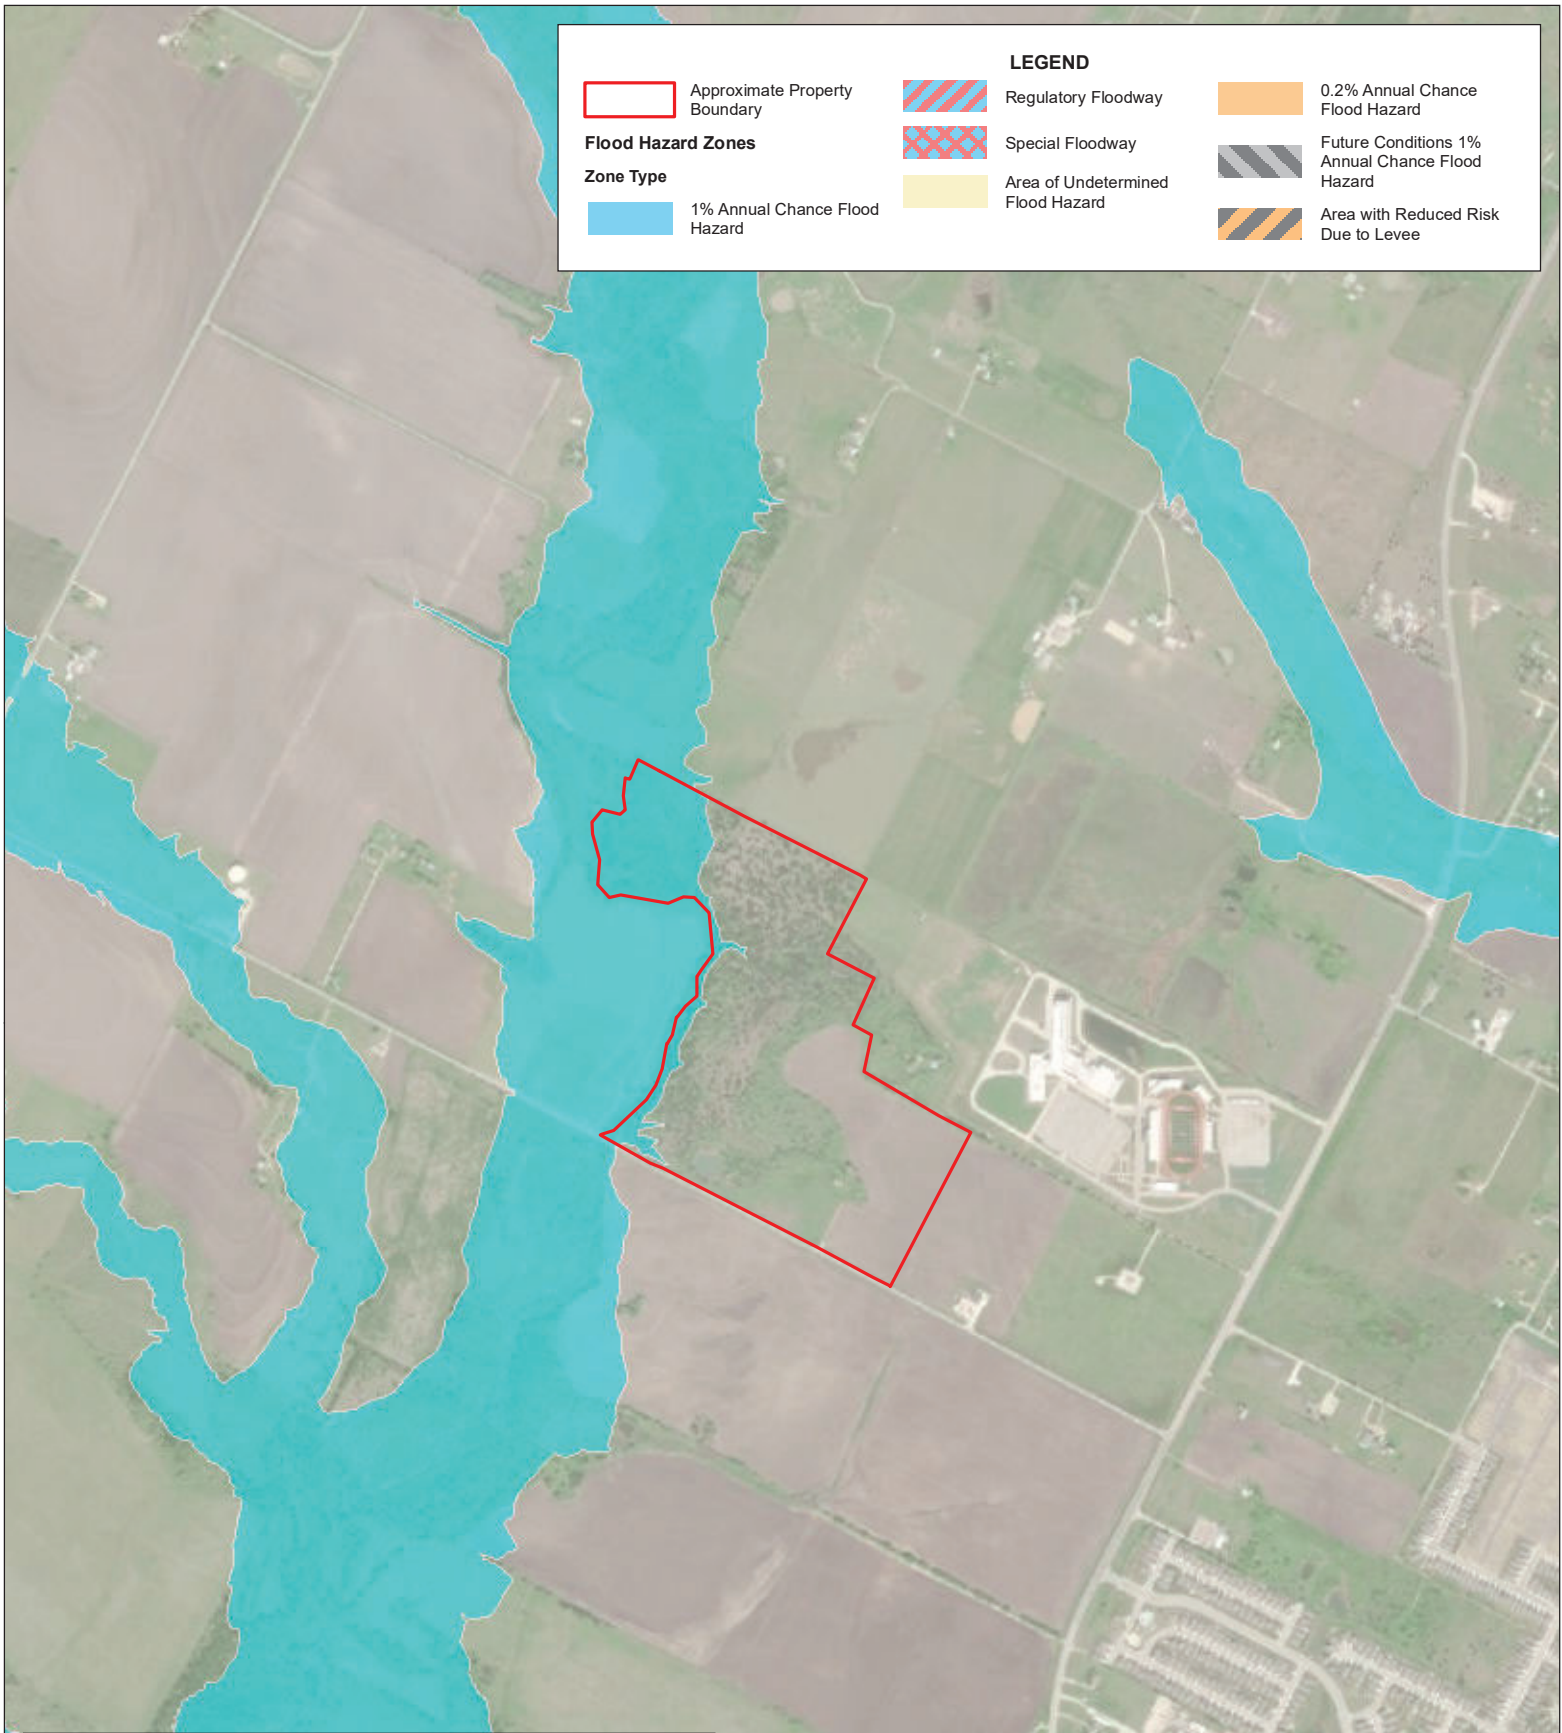 LEGEND
Approximate Property
Boundary
Flood Hazard Zones
Zone Type
1% Annual Chance Flood
Hazard
Regulatory Floodway
Special Floodway
Area of Undetermined
Flood Hazard
0.2% Annual Chance
Flood Hazard
Future Conditions 1%
Annual Chance Flood
Hazard
Area with Reduced Risk
Due to Levee